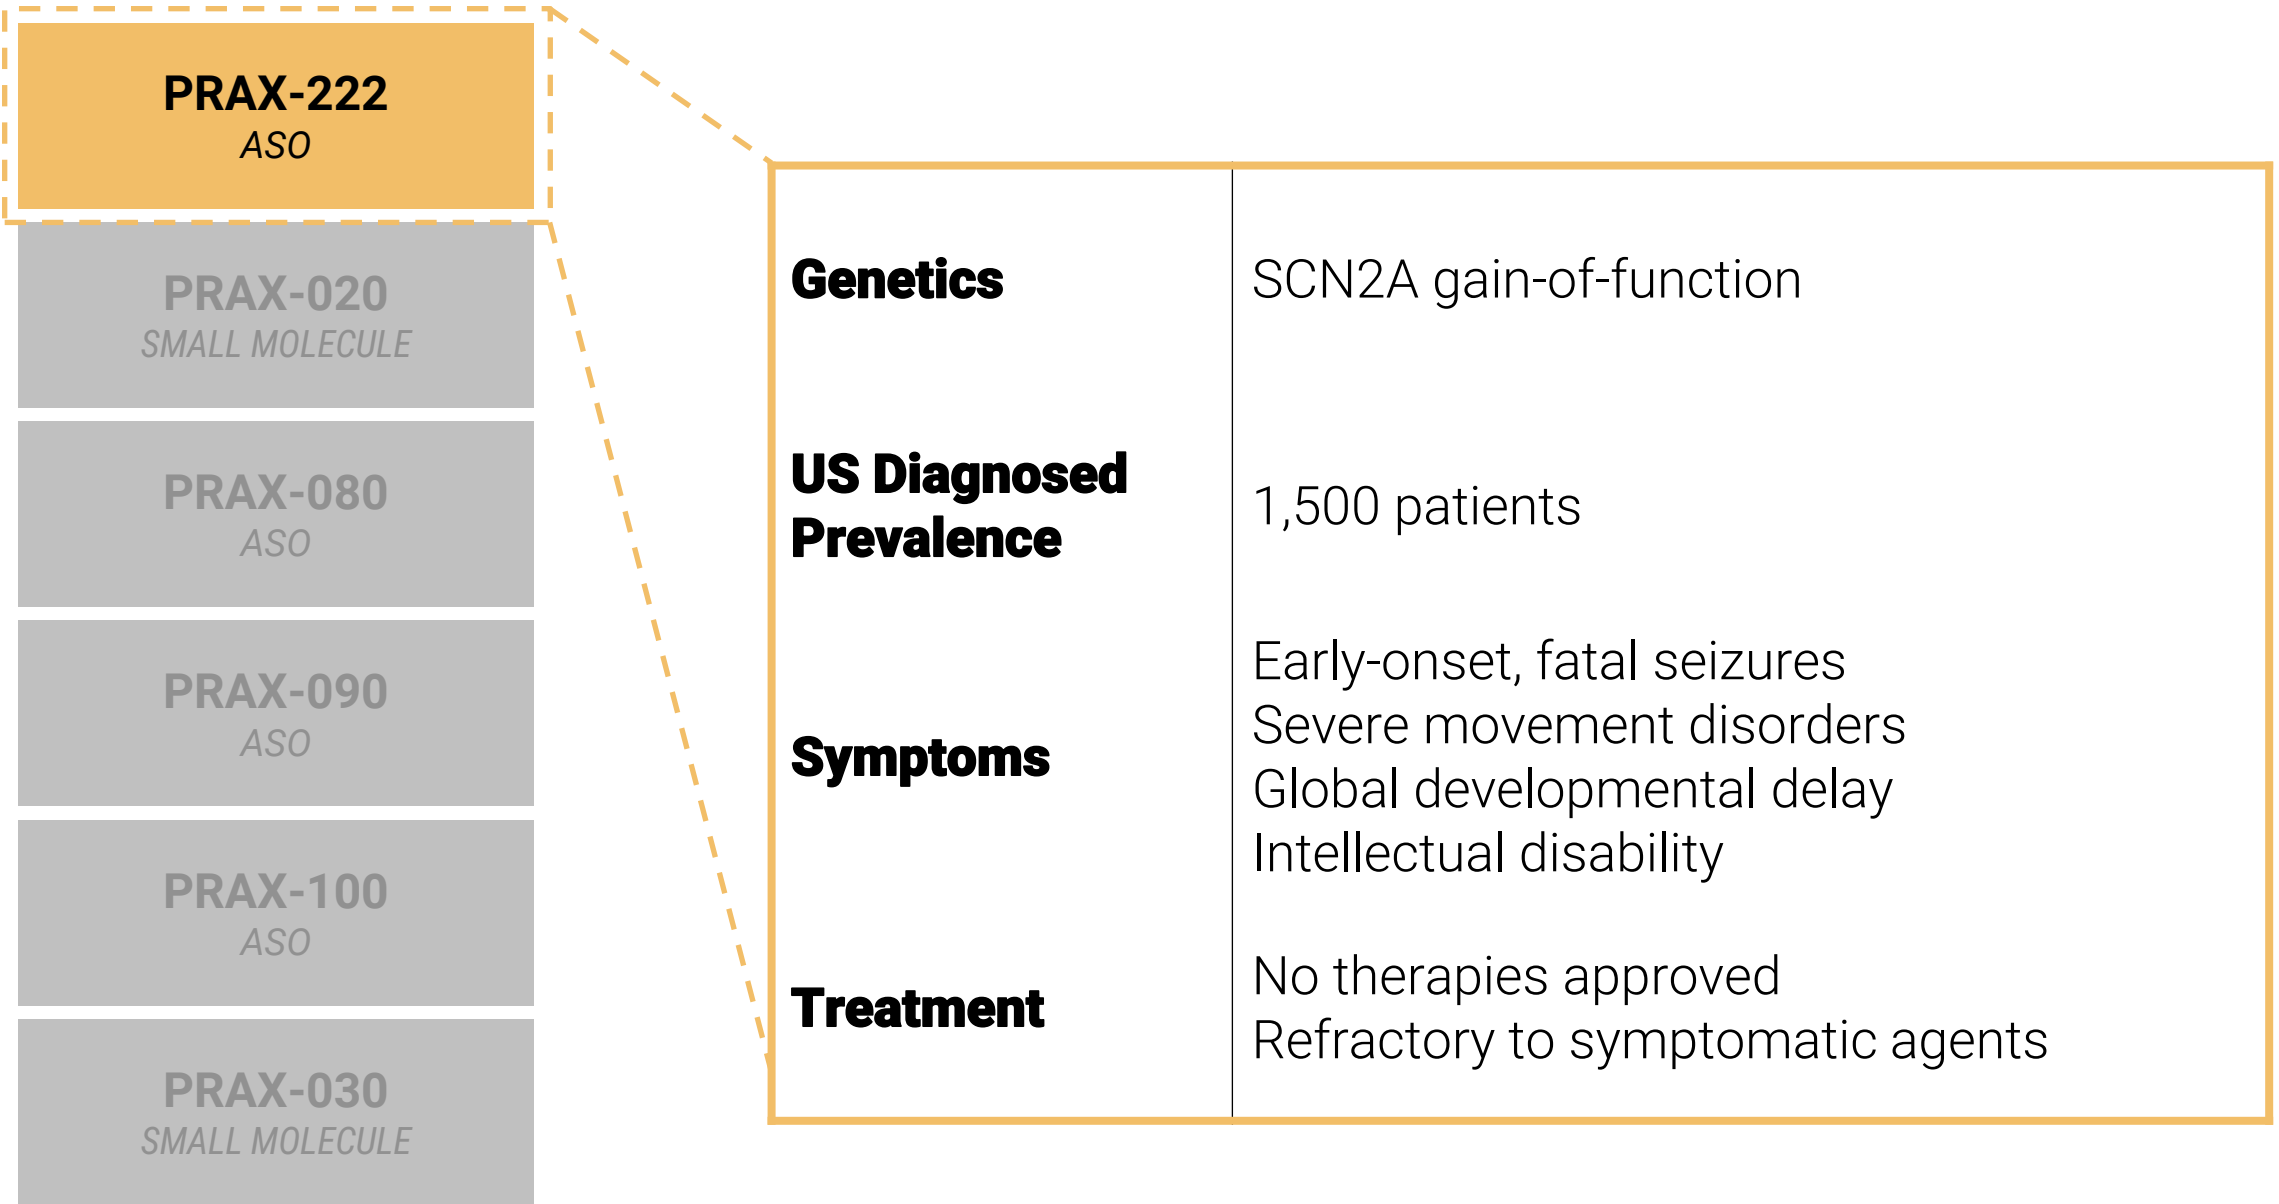 PRAX-222
ASO
PRAX-020
SMALL MOLECULE
PRAX-080
ASO
PRAX-090
ASO
PRAX-100
ASO
PRAX-030
SMALL MOLECULE
Genetics
SCN2A gain-of-function
US Diagnosed
Prevalence
1,500 patients
Symptoms
Early-onset, fatal seizures
Severe movement disorders
Global developmental delay
Intellectual disability
Treatment
No therapies approved
Refractory to symptomatic agents